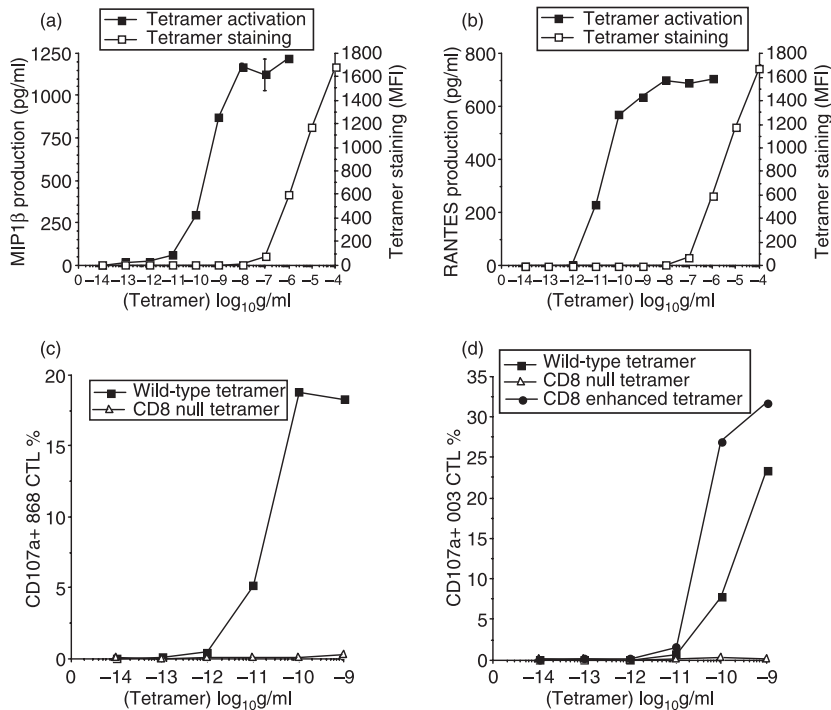 (a)
Tetramer activation
Tetramer staining
MIP1β production (pg/ml)
1250
1000
750
500
250
0
1800
1600
1400
1200
1000
800
600
400
200
0
Tetramer staining (MFI)
0 −14 −13 −12 −11 −10 −9 −8 −7 −6 −5 −4
(Tetramer) log10g/ml
(b)
Tetramer activation
Tetramer staining
RANTES production (pg/ml)
800
600
400
200
0
1800
1600
1400
1200
1000
800
600
400
200
0
Tetramer staining (MFI)
0 −14 −13 −12 −11 −10 −9 −8 −7 −6 −5 −4
(Tetramer) log10g/ml
(c)
Wild-type tetramer
CD8 null tetramer
CD107a+ 868 CTL %
20
15
10
5
0
0 −14 −13 −12 −11 −10 −9
(Tetramer) log10g/ml
(d)
Wild-type tetramer
CD8 null tetramer
CD8 enhanced tetramer
CD107a+ 003 CTL %
35
30
25
20
15
10
5
0
0 −14 −13 −12 −11 −10 −9
(Tetramer) log10g/ml